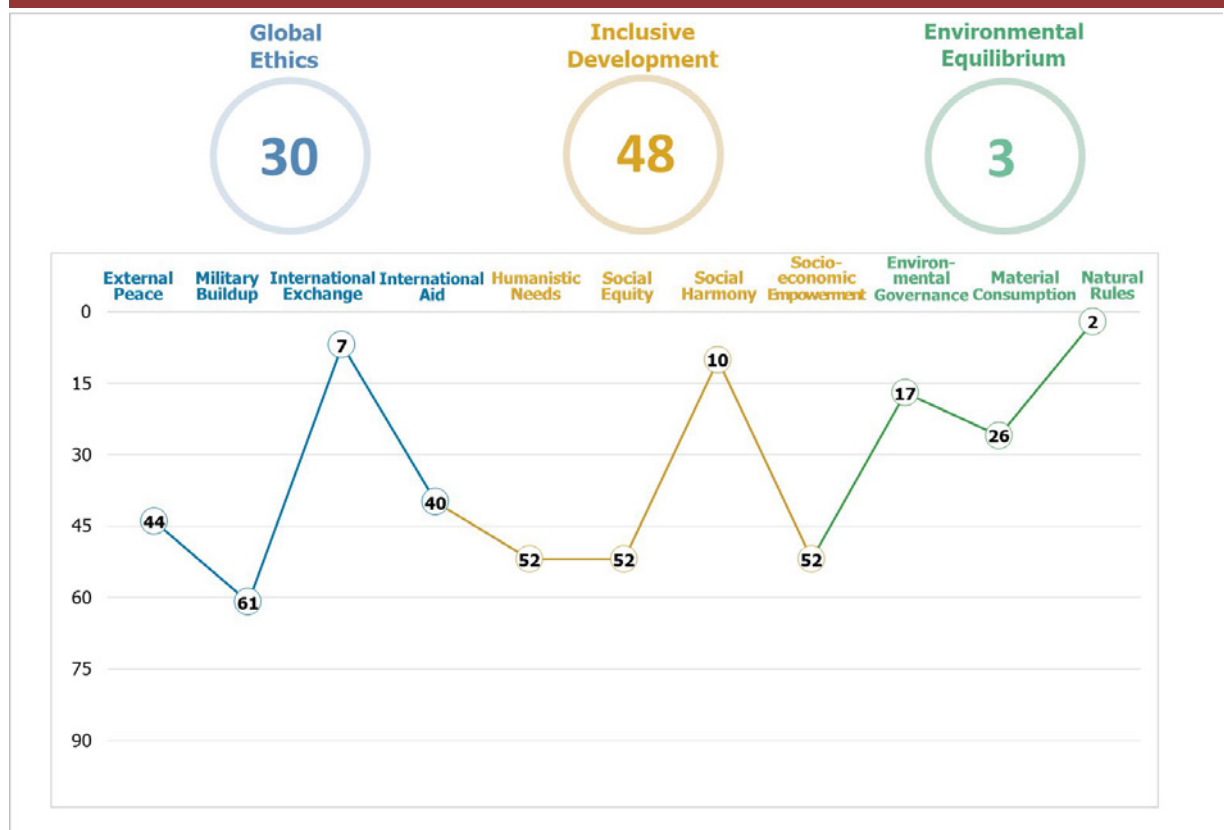 Global
Ethics
Inclusive
Development
Environmental
Equilibrium
30
48
3
External
Peace
Military
Buildup
International
Exchange
International
Aid
Humanistic
Needs
Social
Equity
Social
Harmony
Socio-
economic
Empowerment
Environ-
mental
Governance
Material
Consumption
Natural
Rules
0
15
30
45
60
75
90
44
61
7
40
52
52
10
52
17
26
2